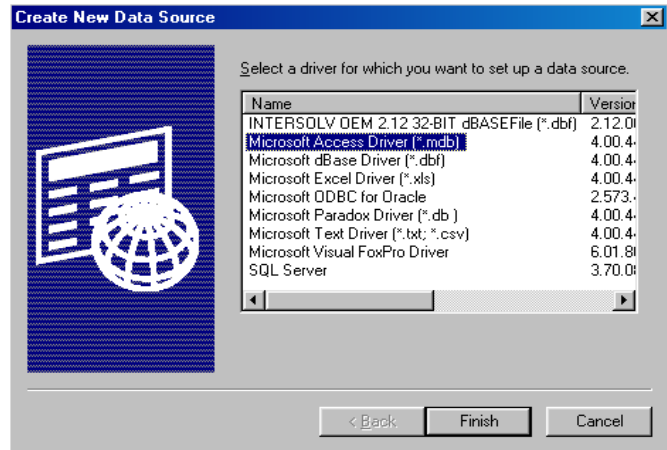 Create New Data Source
Select a driver for which you want to set up a data source.
Name Version
INTERSOLV OEM 2.12 32-BIT dBASEFile (*.dbf) 2.12.0
Microsoft Access Driver (*.mdb) 4.00.4
Microsoft dBase Driver (*.dbf) 4.00.4
Microsoft Excel Driver (*.xls) 4.00.4
Microsoft ODBC for Oracle 2.573.
Microsoft Paradox Driver (*.db ) 4.00.4
Microsoft Text Driver (*.txt; *.csv) 4.00.4
Microsoft Visual FoxPro Driver 6.01.8
SQL Server 3.70.0
< Back Finish Cancel